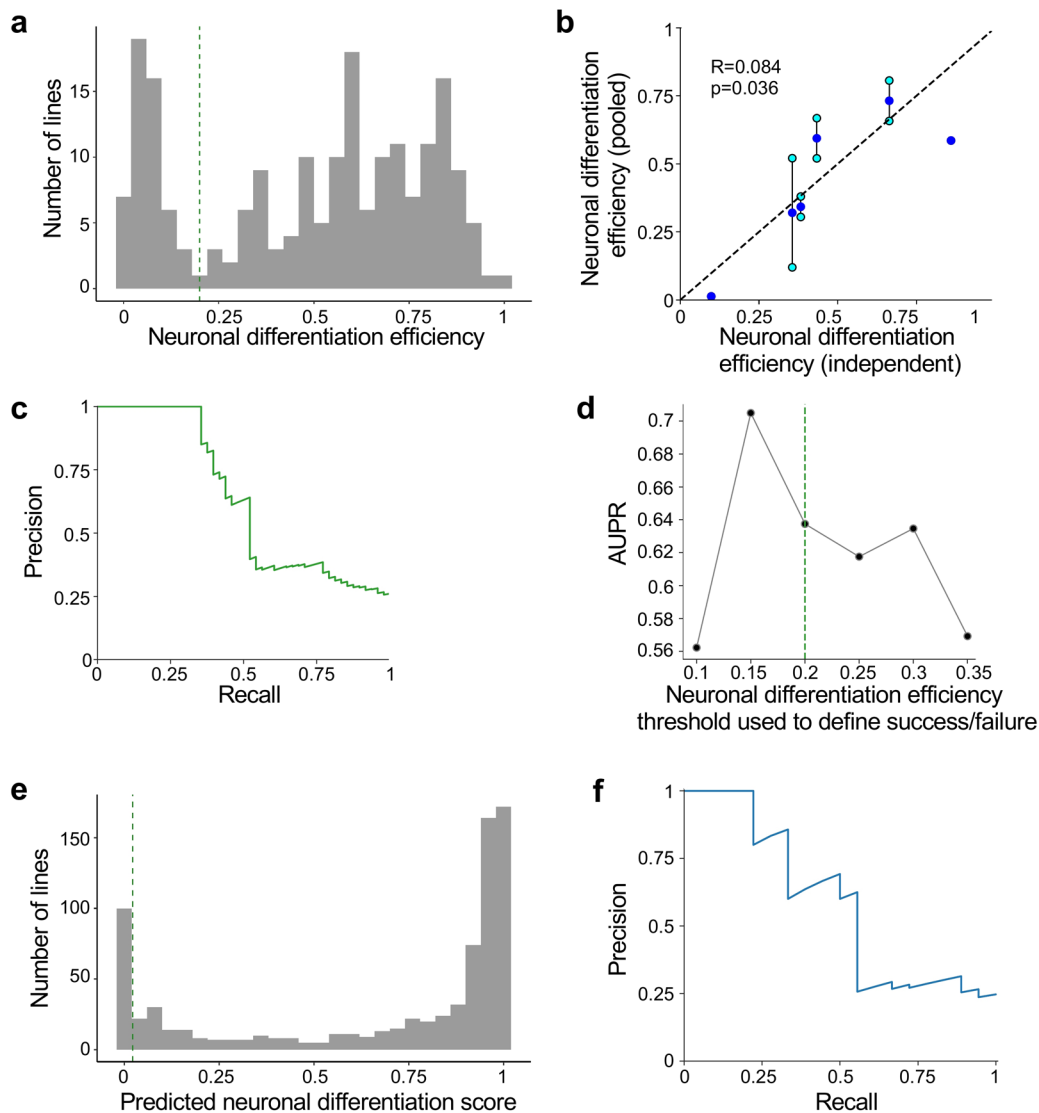 a
Number of lines
15
10
5
0
0
0.25
0.5
0.75
1
Neuronal differentiation efficiency
b
Neuronal differentiation
efficiency (pooled)
R=0.084
p=0.036
1
0.75
0.5
0.25
0
0
0.25
0.5
0.75
1
Neuronal differentiation
efficiency (independent)
c
Precision
1
0.75
0.5
0.25
0
0
0.25
0.5
0.75
1
Recall
d
AUPR
0.7
0.68
0.66
0.64
0.62
0.6
0.58
0.56
0.1
0.15
0.2
0.25
0.3
0.35
Neuronal differentiation efficiency
threshold used to define success/failure
e
Number of lines
150
100
50
0
0
0.25
0.5
0.75
1
Predicted neuronal differentiation score
f
Precision
1
0.75
0.5
0.25
0
0
0.25
0.5
0.75
1
Recall